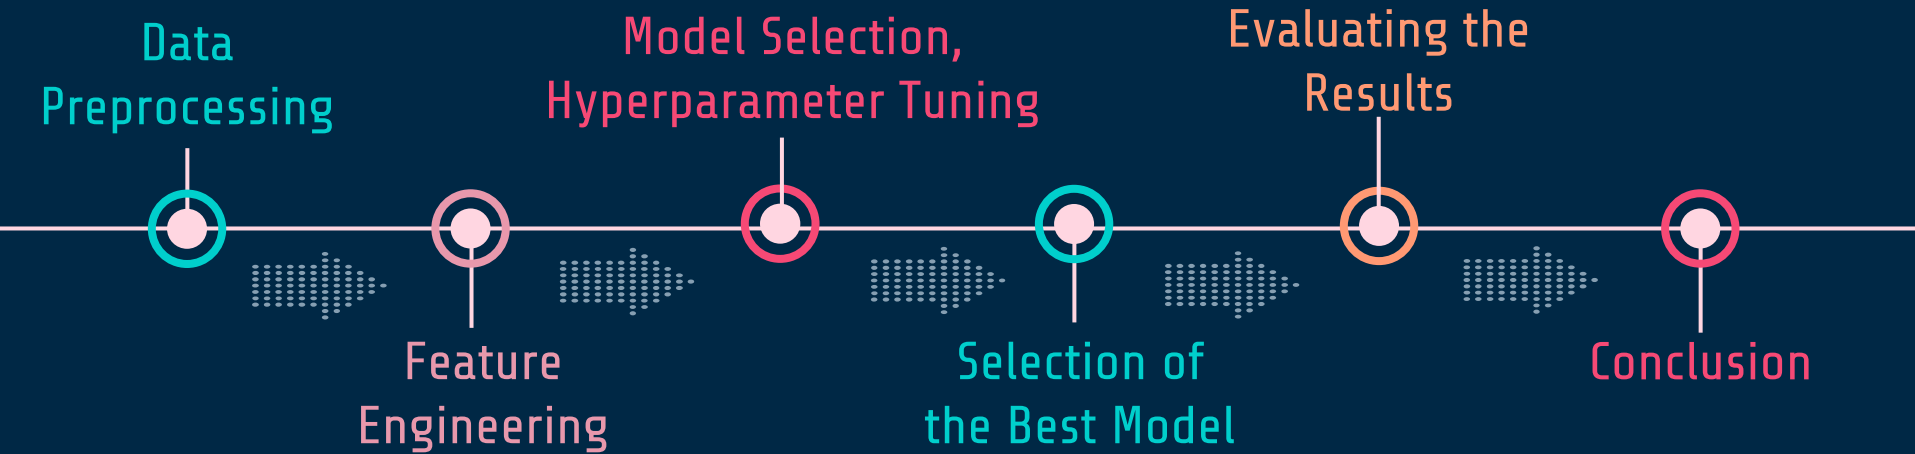 Data
Preprocessing
Feature
Engineering
Model Selection,
Hyperparameter Tuning
Selection of
the Best Model
Evaluating the
Results
Conclusion